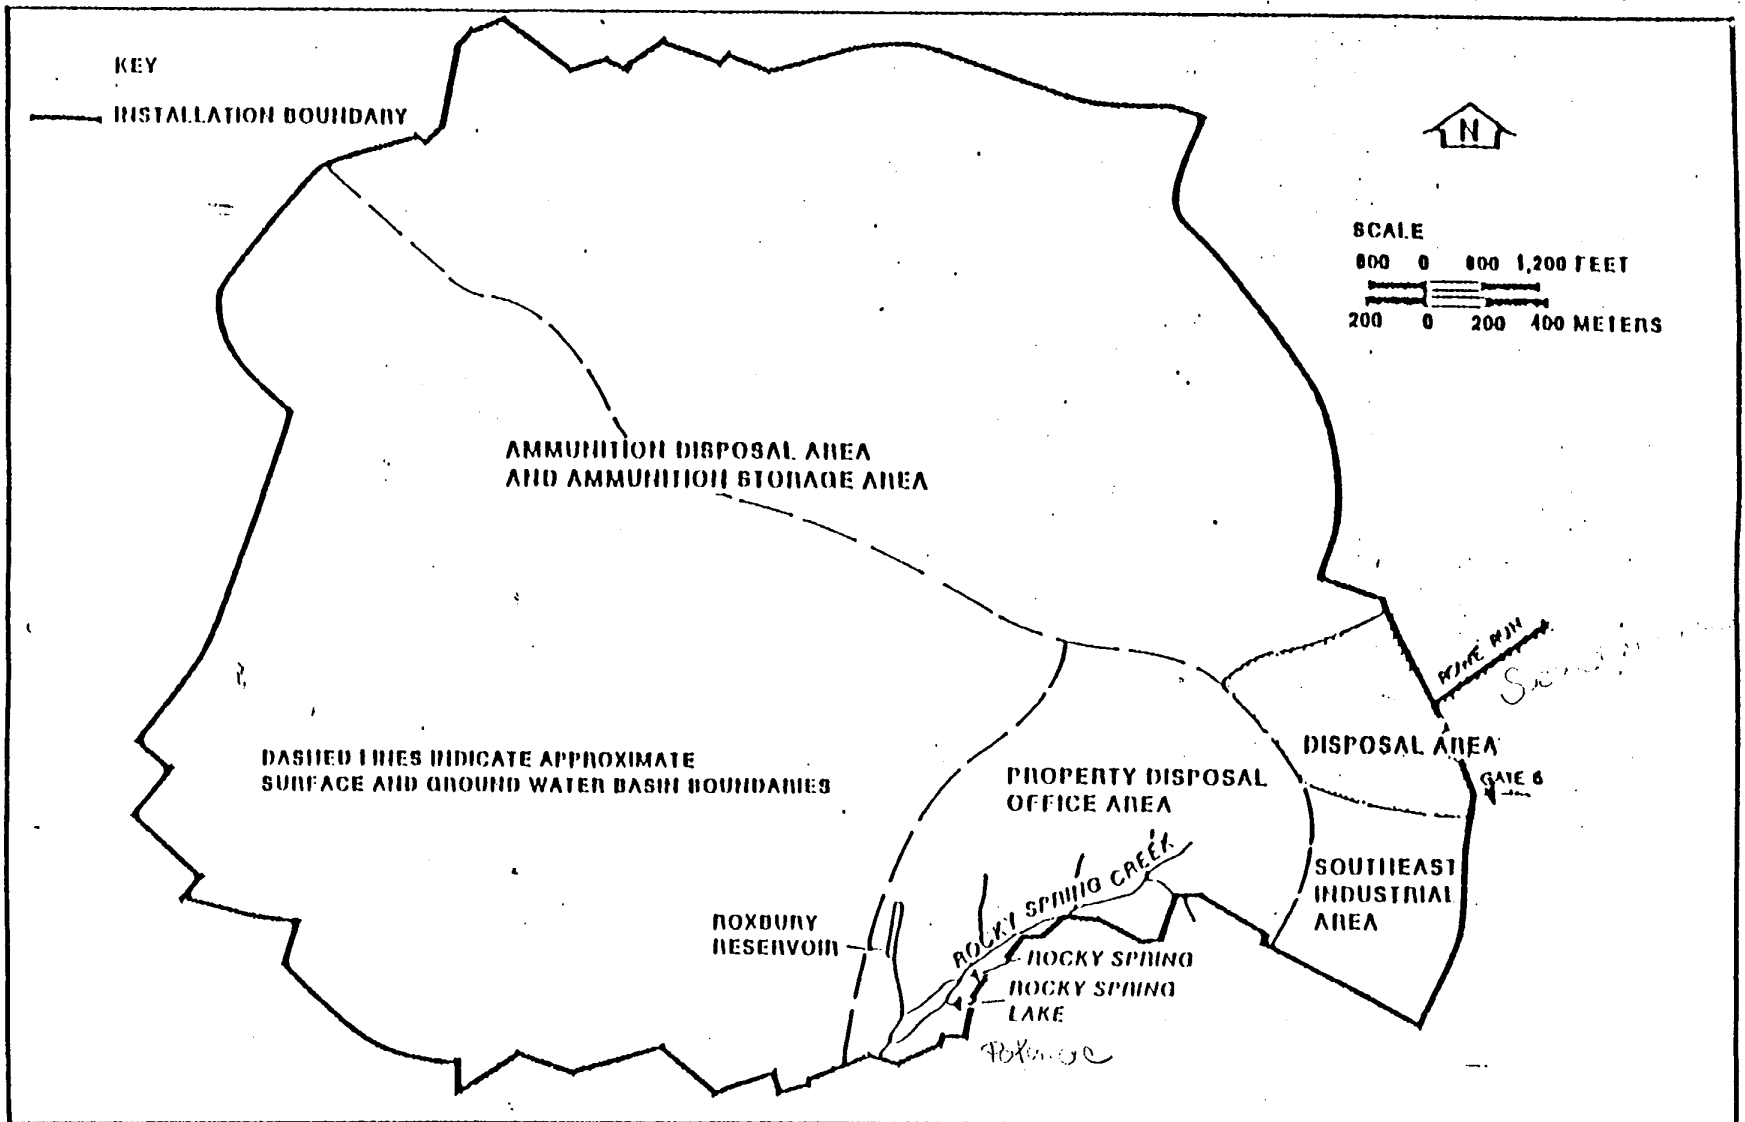 KEY
INSTALLATION BOUNDARY
N
SCALE
600 0 600 1,200 FEET
200 0 200 400 METERS
AMMUNITION DISPOSAL AREA
AND AMMUNITION STORAGE AREA
DASHED LINES INDICATE APPROXIMATE
SURFACE AND GROUND WATER BASIN BOUNDARIES
PROPERTY DISPOSAL
OFFICE AREA
DISPOSAL AREA
GATE 6
SOUTHEAST
INDUSTRIAL
AREA
ROXBURY
RESERVOIR
ROCKY SPRING CREEK
ROCKY SPRING
ROCKY SPRING
LAKE